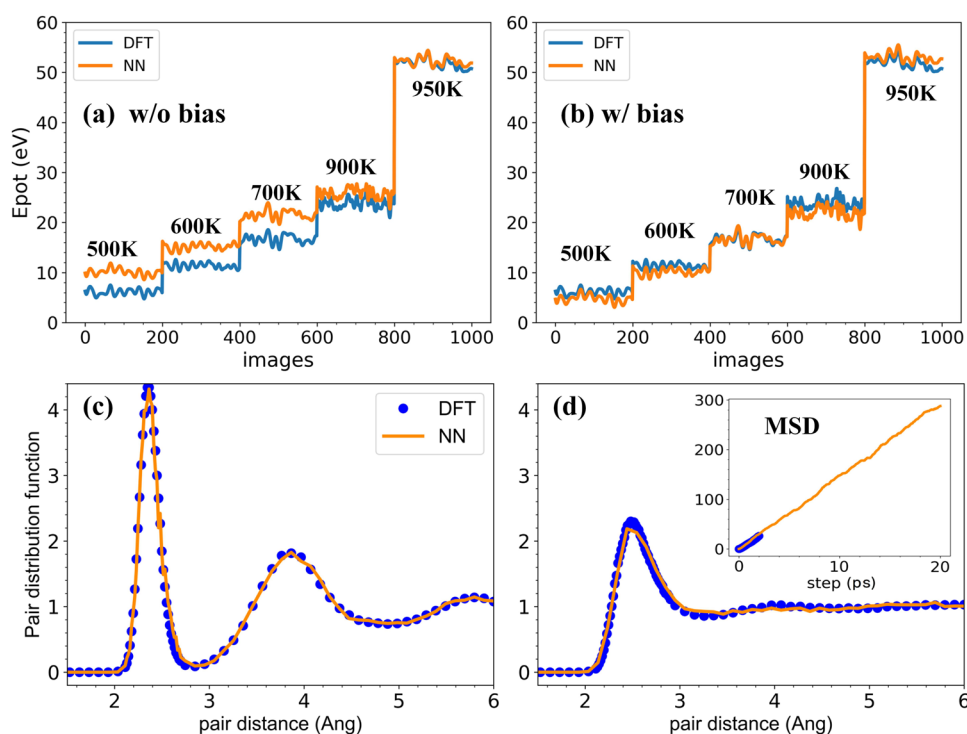 60
50
40
30
20
10
0
Epot (eV)
DFT
NN
(a) w/o bias
500K
600K
700K
900K
950K
0 200 400 600 800 1000
images
60
50
40
30
20
10
0
DFT
NN
(b) w/ bias
500K
600K
700K
900K
950K
0 200 400 600 800 1000
images
4
3
2
1
0
Pair distribution function
(c)
DFT
NN
2 3 4 5 6
pair distance (Ang)
4
3
2
1
0
(d)
300
200
100
0
MSD
0 10 20
step (ps)
2 3 4 5 6
pair distance (Ang)